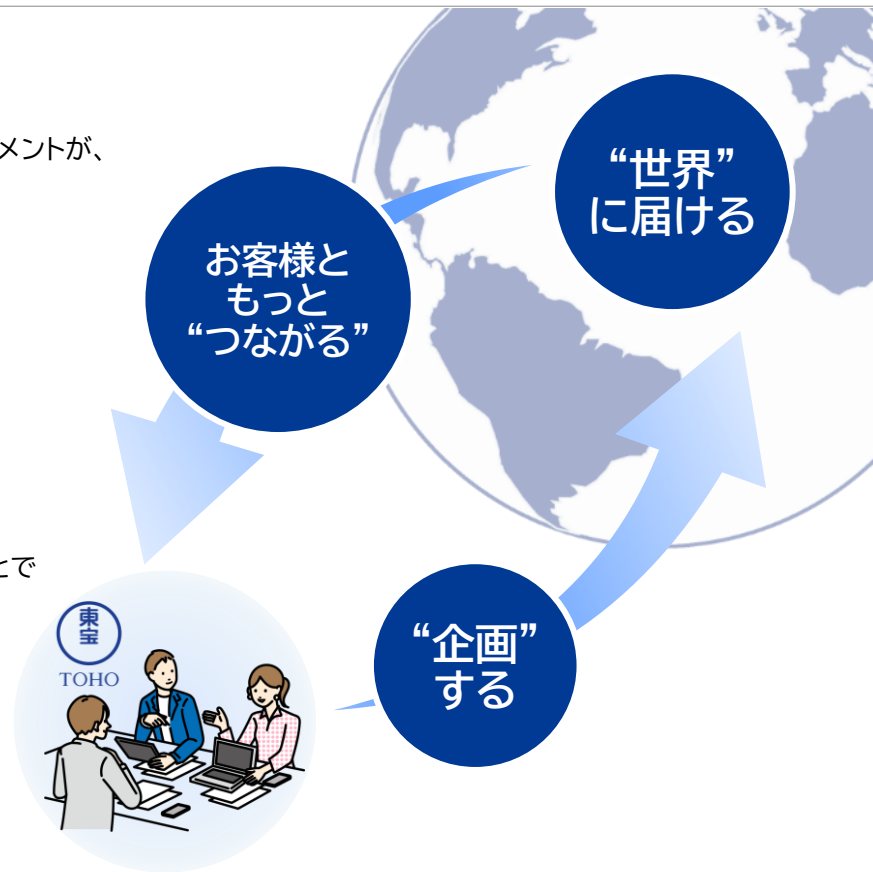 メントが、
“世界”
に届ける
お客様と
もっと
“つながる”
とで
“企画”
する
東
宝
TOHO